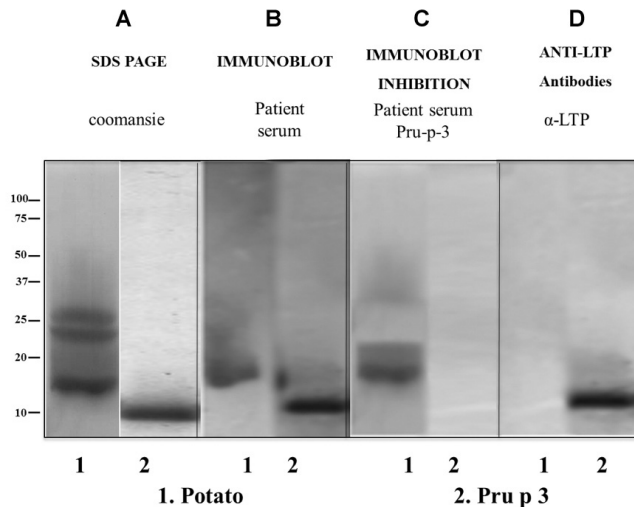 A B C D
SDS PAGE IMMUNOBLOT IMMUNOBLOT ANTI-LTP
INHIBITION Antibodies
coomansie Patient Patient serum α-LTP
serum Pru-p-3
100
75
50
37
25
20
10
1 2 1 2 1 2 1 2
1. Potato 2. Pru p 3